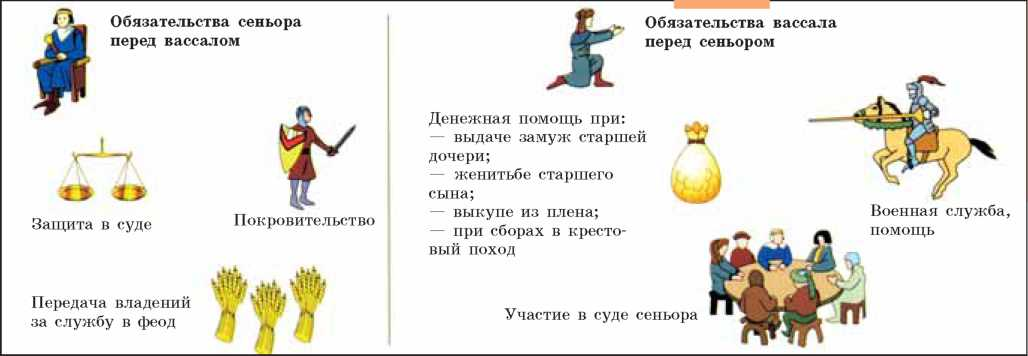 Обязательства сеньора
перед вассалом
Защита в суде
Покровительство
Передача владений
за службу в феод
Обязательства вассала
перед сеньором
Денежная помощь при:
— выдаче замуж старшей
дочери;
— женитьбе старшего
сына;
— выкупе из плена;
— при сборах в кресто-
вый поход
Военная служба,
помощь
Участие в суде сеньора